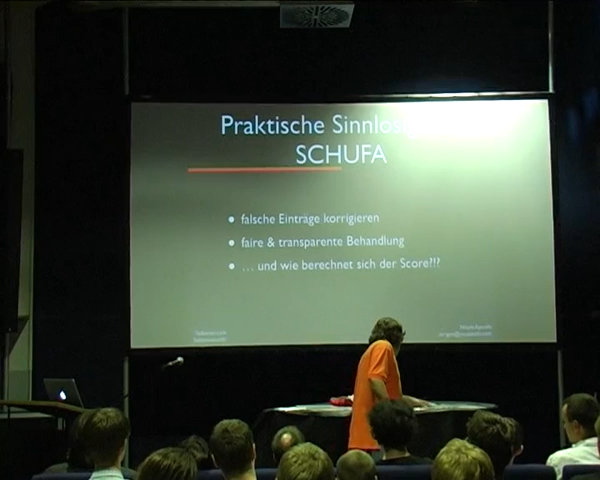 Praktische Sinnlos
SCHUFA
• falsche Einträge korrigieren
• faire & transparente Behandlung
• ... und wie berechnet sich der Score?!?